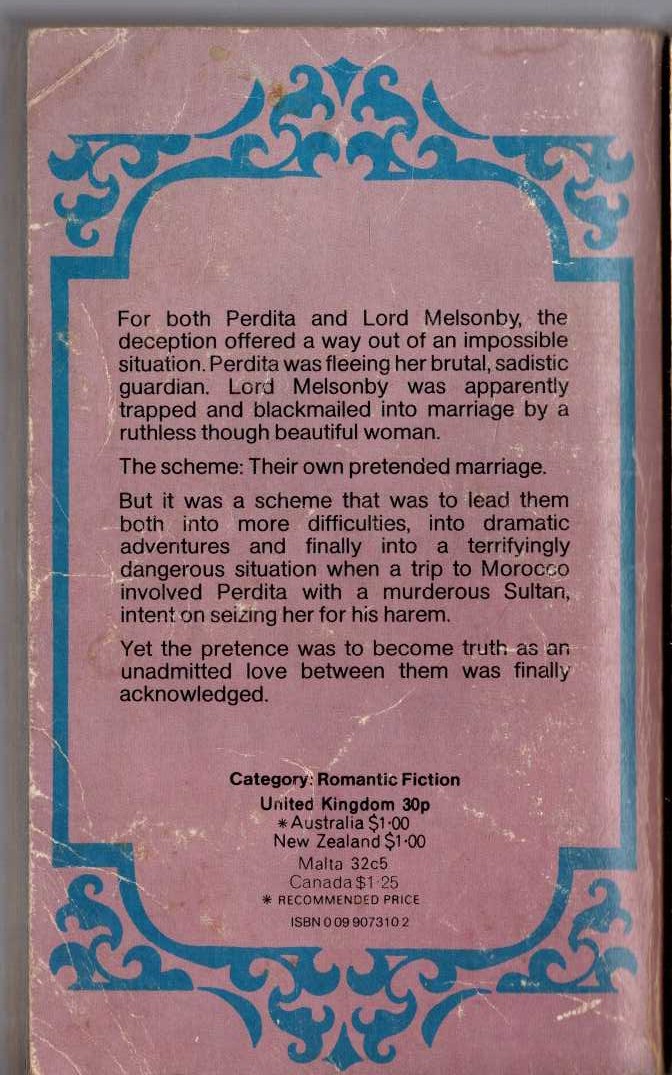 For both Perdita and Lord Melsonby, the
deception offered a way out of an impossible
situation. Perdita was fleeing her brutal, sadistic
guardian. Lord Melsonby was apparently
trapped and blackmailed into marriage by a
ruthless though beautiful woman.
The scheme: Their own pretended marriage.
But it was a scheme that was to lead them
both into more difficulties, into dramatic
adventures and finally into a terrifyingly
dangerous situation when a trip to Morocco
involved Perdita with a murderous Sultan,
intent on seizing her for his harem.
Yet the pretence was to become truth as an
unadmitted love between them was finally
acknowledged.
Category: Romantic Fiction
United Kingdom 30p
*Australia $1·00
New Zealand $1·00
Malta 32c5
Canada $1·25
* RECOMMENDED PRICE
ISBN 0 09 907310 2